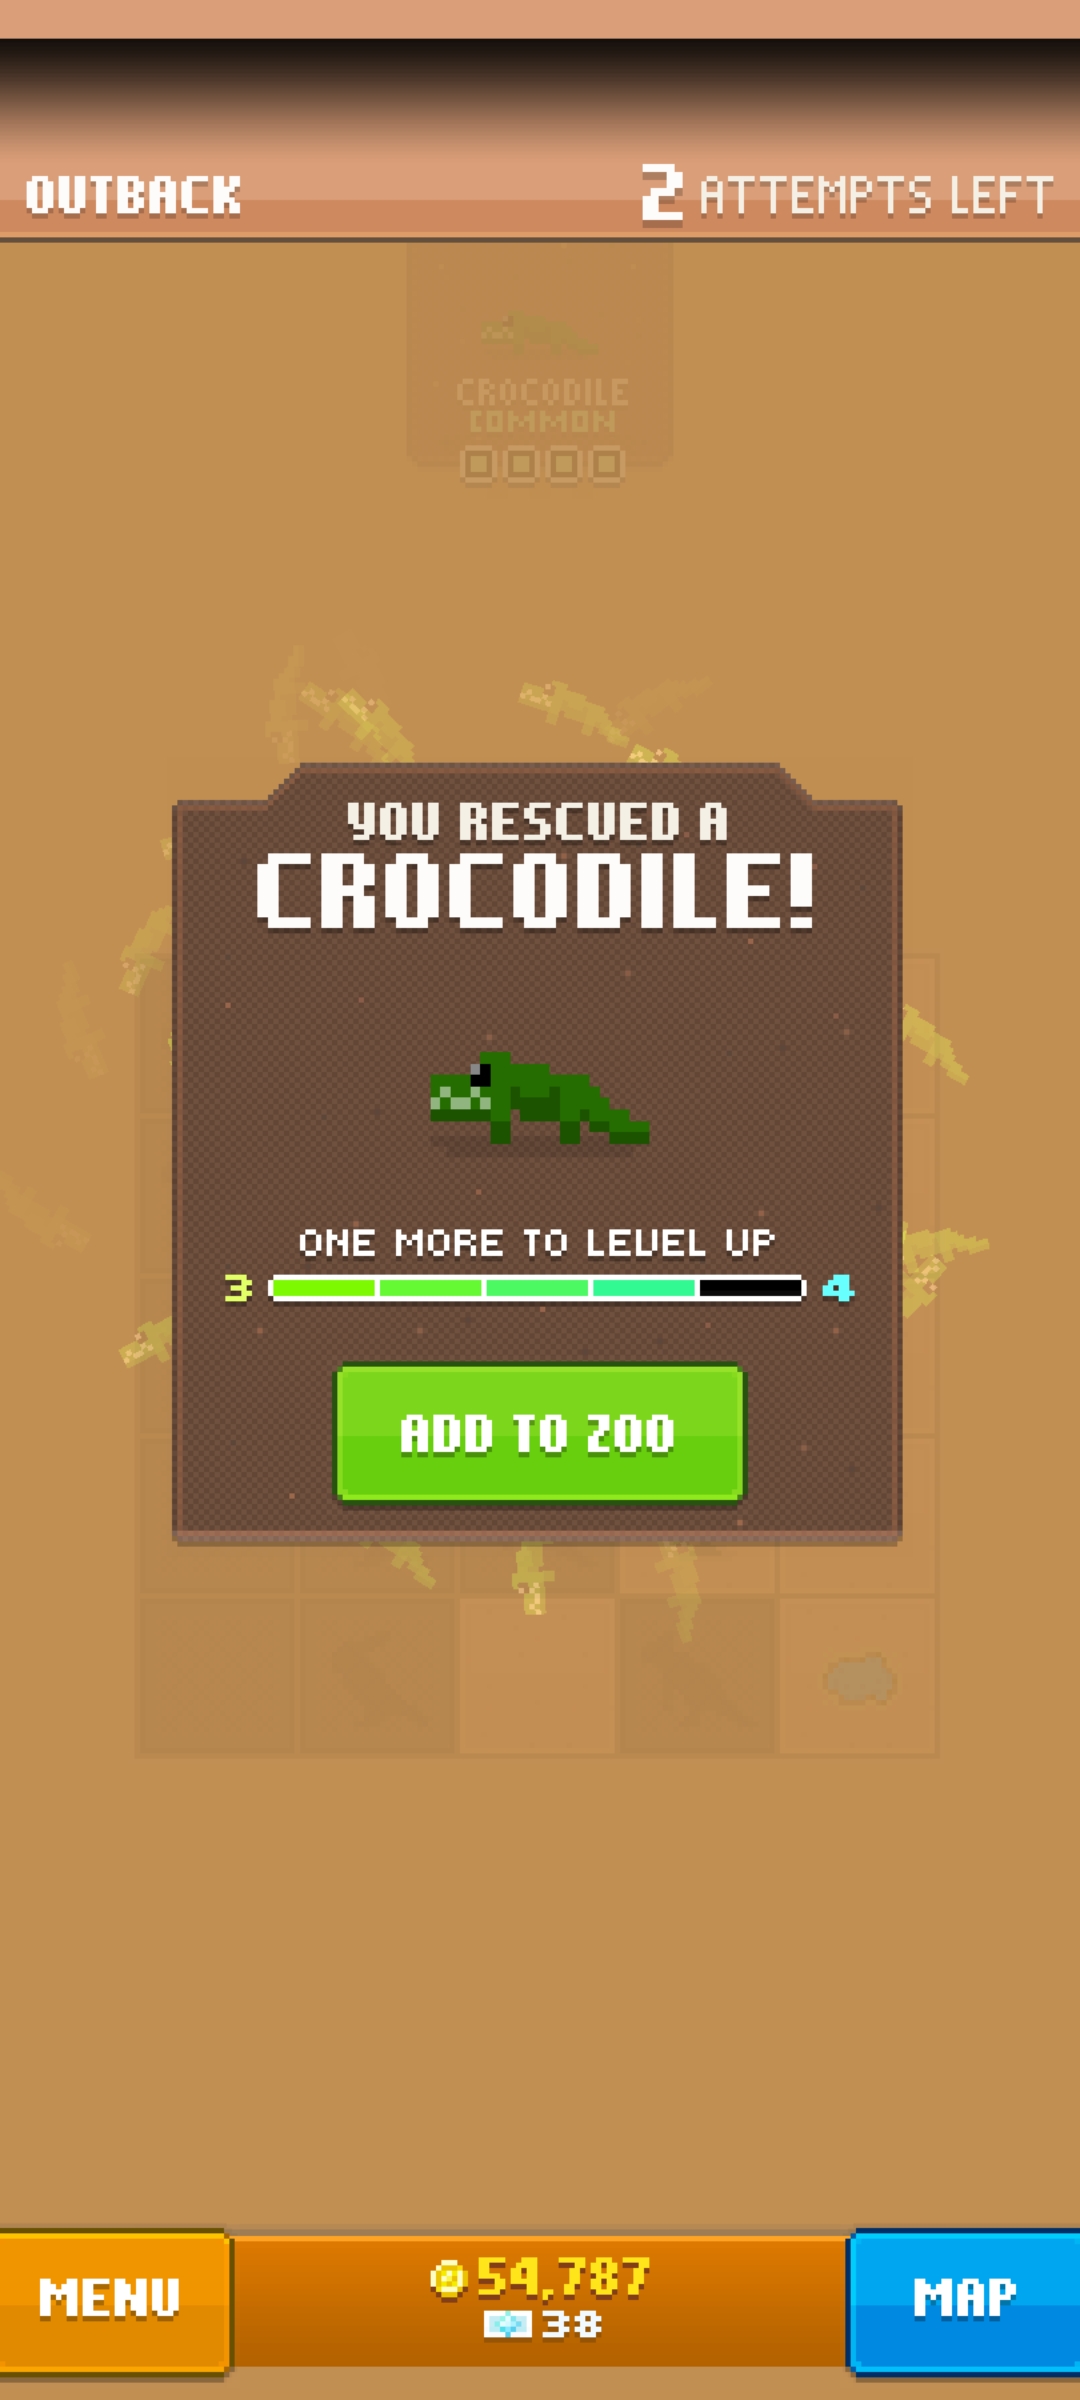 OUTBACK
2 ATTEMPTS LEFT
CROCODILE
COMMON
YOU RESCUED A
CROCODILE!
ONE MORE TO LEVEL UP
3 4
ADD TO ZOO
MENU
54,787
38
MAP